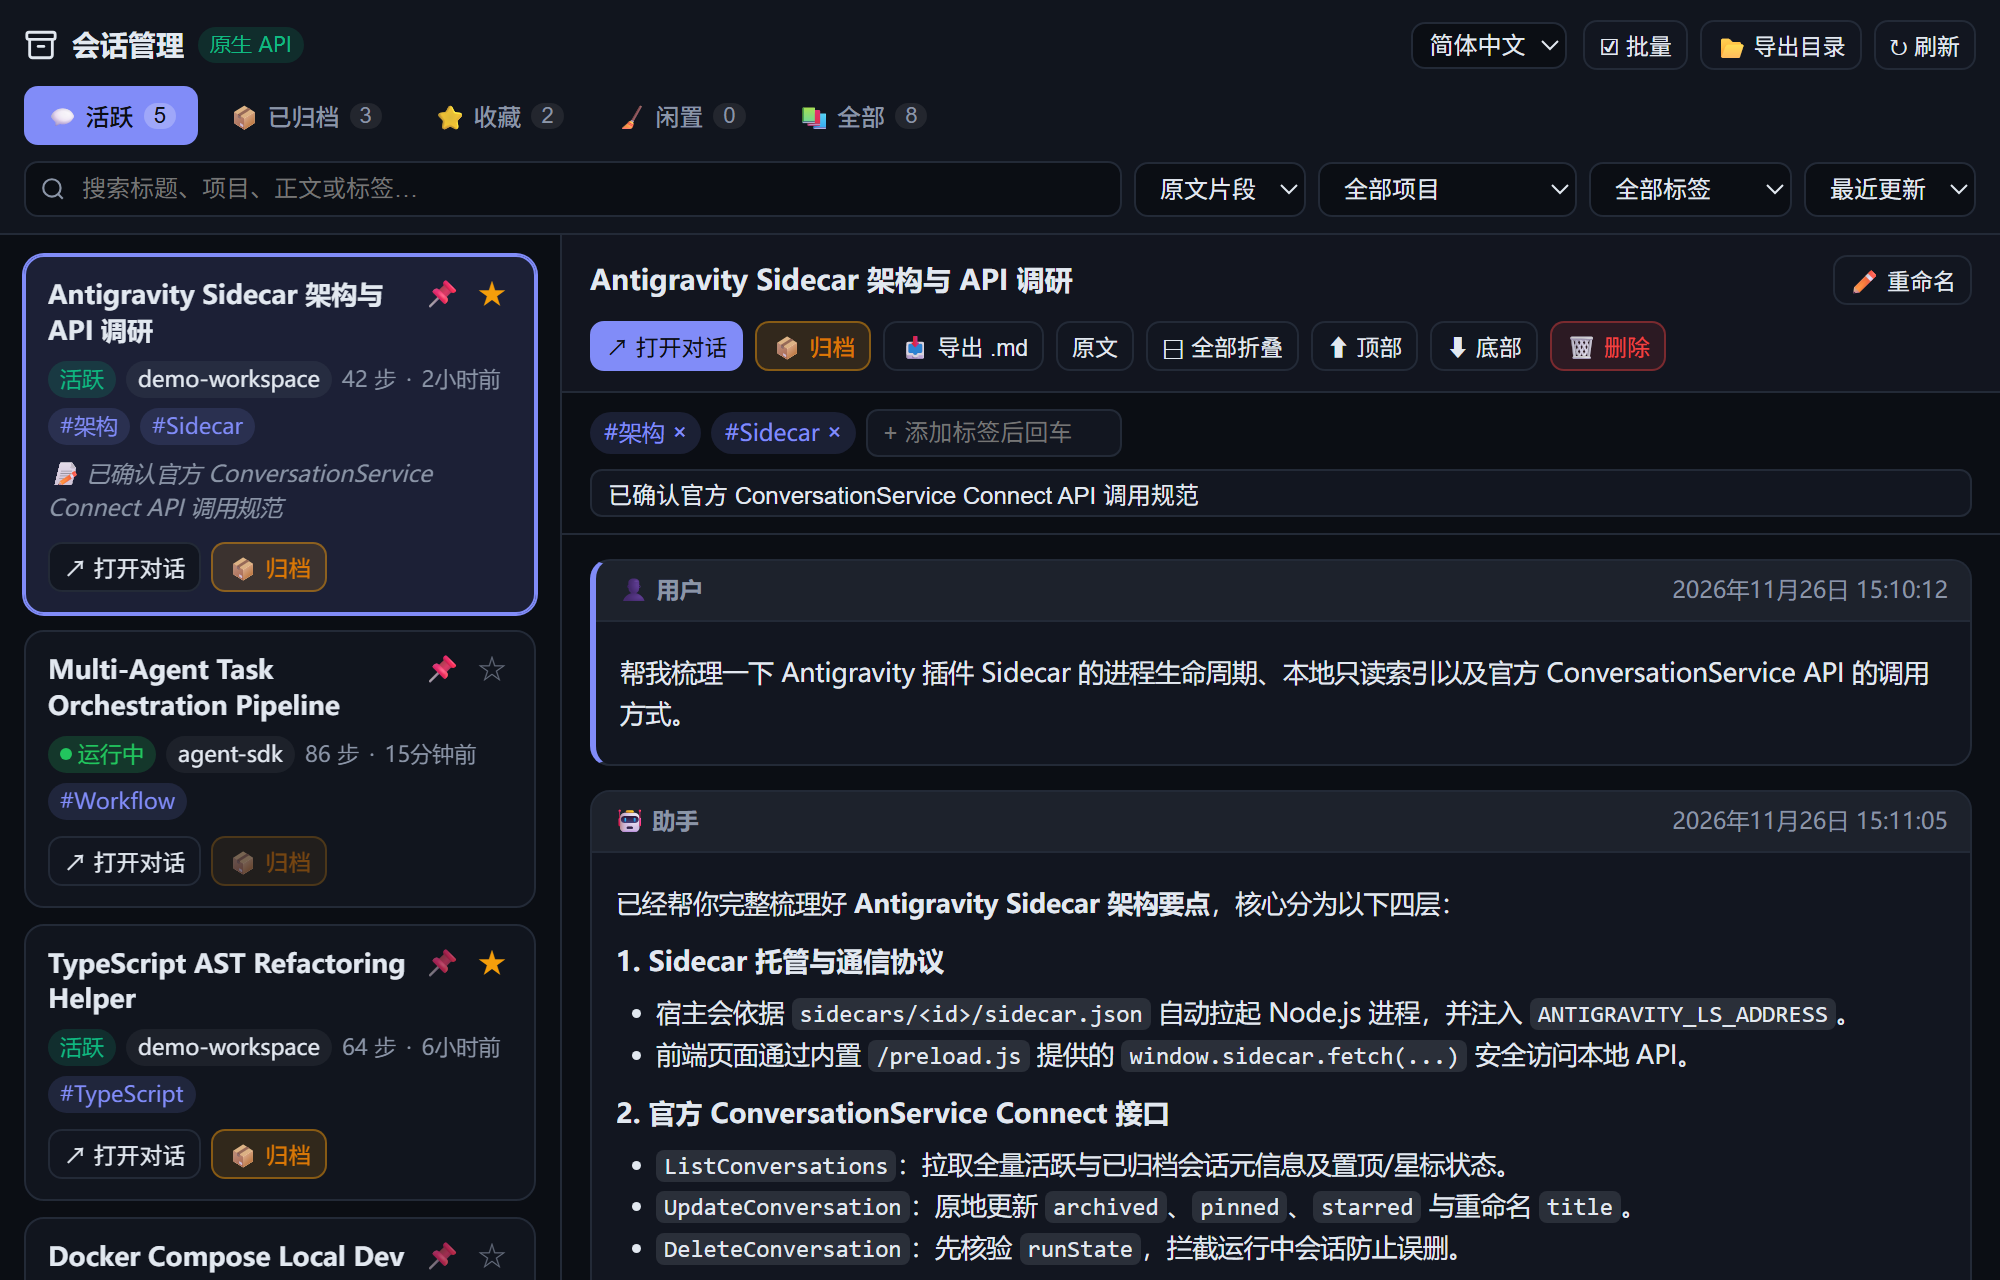 会话管理 原生 API 简体中文 批量 导出目录 刷新
活跃 5 已归档 3 收藏 2 闲置 0 全部 8
搜索标题、项目、正文或标签… 原文片段 全部项目 全部标签 最近更新
Antigravity Sidecar 架构与
API 调研
活跃 demo-workspace 42 步 · 2小时前
#架构 #Sidecar
已确认官方 ConversationService
Connect API 调用规范
↗ 打开对话 归档
Multi-Agent Task
Orchestration Pipeline
运行中 agent-sdk 86 步 · 15分钟前
#Workflow
↗ 打开对话 归档
TypeScript AST Refactoring
Helper
活跃 demo-workspace 64 步 · 6小时前
#TypeScript
↗ 打开对话 归档
Docker Compose Local Dev
Antigravity Sidecar 架构与 API 调研 重命名
↗ 打开对话 归档 导出 .md 原文 全部折叠 顶部 底部 删除
#架构 × #Sidecar × + 添加标签后回车
已确认官方 ConversationService Connect API 调用规范
用户 2026年11月26日 15:10:12
帮我梳理一下 Antigravity 插件 Sidecar 的进程生命周期、本地只读索引以及官方 ConversationService API 的调用
方式。
助手 2026年11月26日 15:11:05
已经帮你完整梳理好 Antigravity Sidecar 架构要点，核心分为以下四层：
1. Sidecar 托管与通信协议
• 宿主会依据 sidecars/<id>/sidecar.json 自动拉起 Node.js 进程，并注入 ANTIGRAVITY_LS_ADDRESS 。
• 前端页面通过内置 /preload.js 提供的 window.sidecar.fetch(...) 安全访问本地 API。
2. 官方 ConversationService Connect 接口
• ListConversations ：拉取全量活跃与已归档会话元信息及置顶/星标状态。
• UpdateConversation ：原地更新 archived 、 pinned 、 starred 与重命名 title 。
• DeleteConversation ：先核验 runState ，拦截运行中会话防止误删。